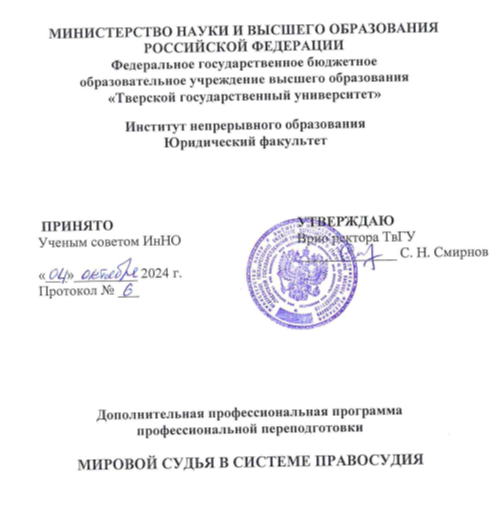 МИНИСТЕРСТВО НАУКИ И ВЫСШЕГО ОБРАЗОВАНИЯ
РОССИЙСКОЙ ФЕДЕРАЦИИ
Федеральное государственное бюджетное
образовательное учреждение высшего образования
«Тверской государственный университет»
Институт непрерывного образования
Юридический факультет
ПРИНЯТО
Ученым советом ИнНО
«04» октября 2024 г.
Протокол № 6
УТВЕРЖДАЮ
Врио ректора ТвГУ
С. Н. Смирнов
Дополнительная профессиональная программа
профессиональной переподготовки
МИРОВОЙ СУДЬЯ В СИСТЕМЕ ПРАВОСУДИЯ